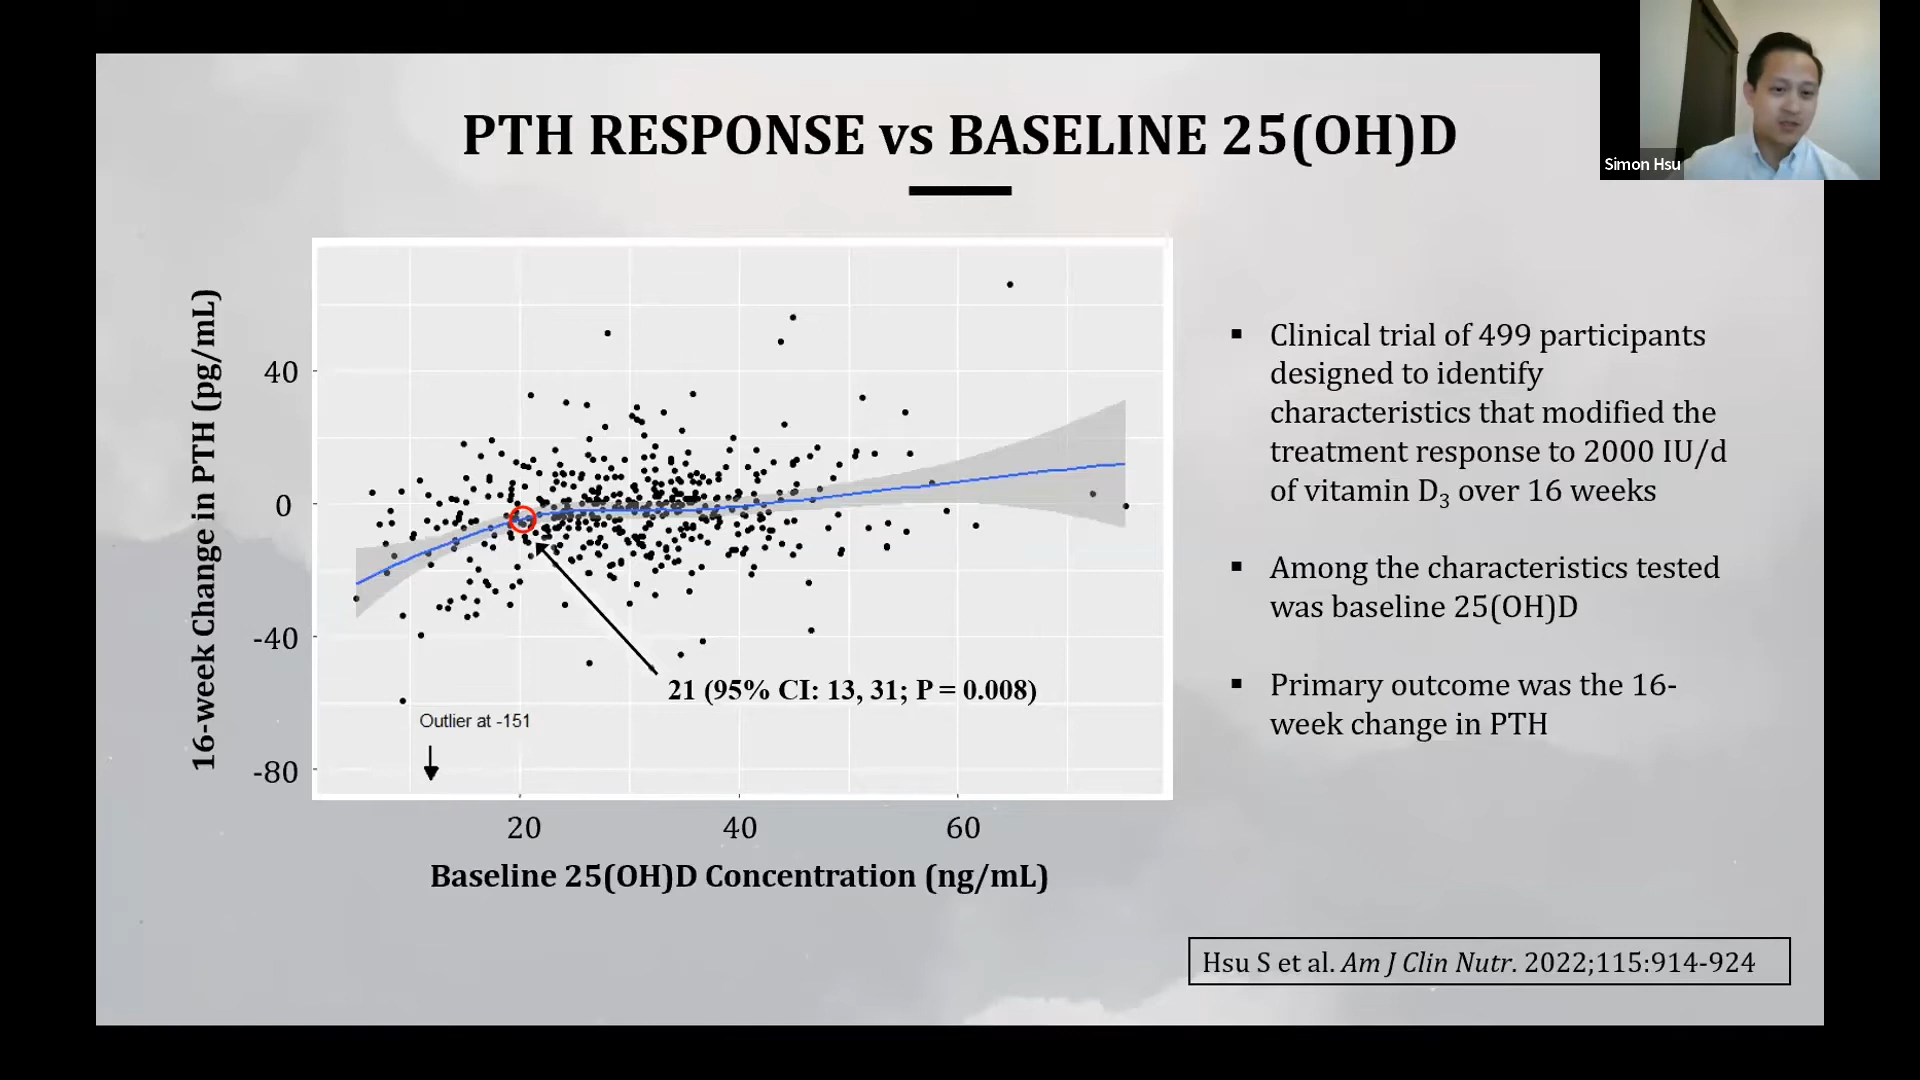 PTH RESPONSE vs BASELINE 25(OH)D
Simon Hsu
16-week Change in PTH (pg/mL)
40
0
-40
-80
21 (95% CI: 13, 31; P = 0.008)
Outlier at -151
20 40 60
Baseline 25(OH)D Concentration (ng/mL)
▪ Clinical trial of 499 participants
designed to identify
characteristics that modified the
treatment response to 2000 IU/d
of vitamin D₃ over 16 weeks
▪ Among the characteristics tested
was baseline 25(OH)D
▪ Primary outcome was the 16-
week change in PTH
Hsu S et al. Am J Clin Nutr. 2022;115:914-924